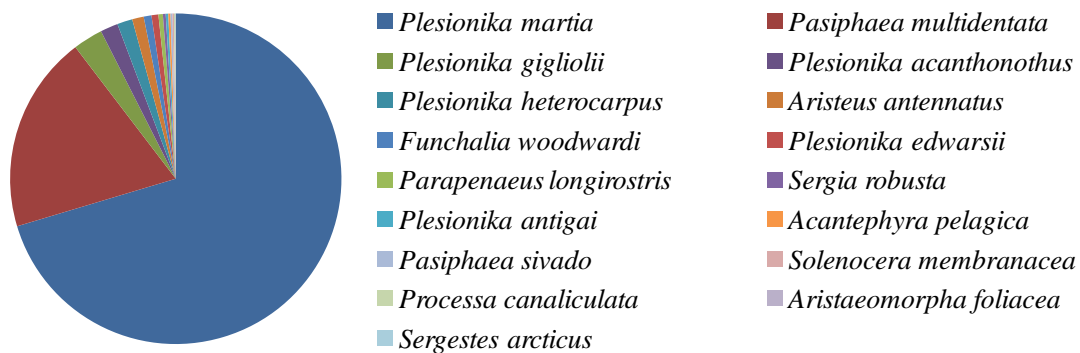 Plesionika martia
Pasiphaea multidentata
Plesionika gigliolii
Plesionika acanthonothus
Plesionika heterocarpus
Aristeus antennatus
Funchalia woodwardi
Plesionika edwarsii
Parapenaeus longirostris
Sergia robusta
Plesionika antigai
Acantephyra pelagica
Pasiphaea sivado
Solenocera membranacea
Processa canaliculata
Aristaeomorpha foliacea
Sergestes arcticus